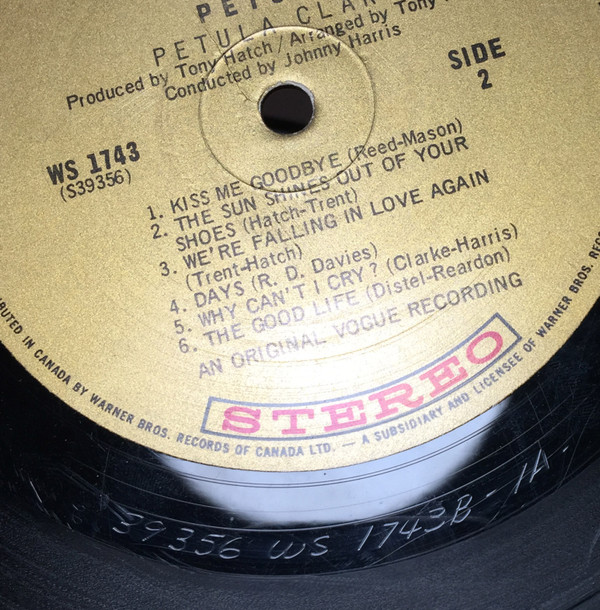 PETULA CLARK
Produced by Tony Hatch / Arranged by Tony
Conducted by Johnny Harris
SIDE
2
WS 1743
(S39356)
1. KISS ME GOODBYE (Reed-Mason)
2. THE SUN SHINES OUT OF YOUR
SHOES (Hatch-Trent)
3. WE'RE FALLING IN LOVE AGAIN
(Trent-Hatch)
4. DAYS (R. D. Davies)
5. WHY CAN'T I CRY? (Clarke-Harris)
6. THE GOOD LIFE (Distel-Reardon)
AN ORIGINAL VOGUE RECORDING
STEREO
IN CANADA BY WARNER BROS. RECORDS OF CANADA LTD. — A SUBSIDIARY AND LICENSEE OF WARNER BROS.
S 39356 WS 1743B-1A.